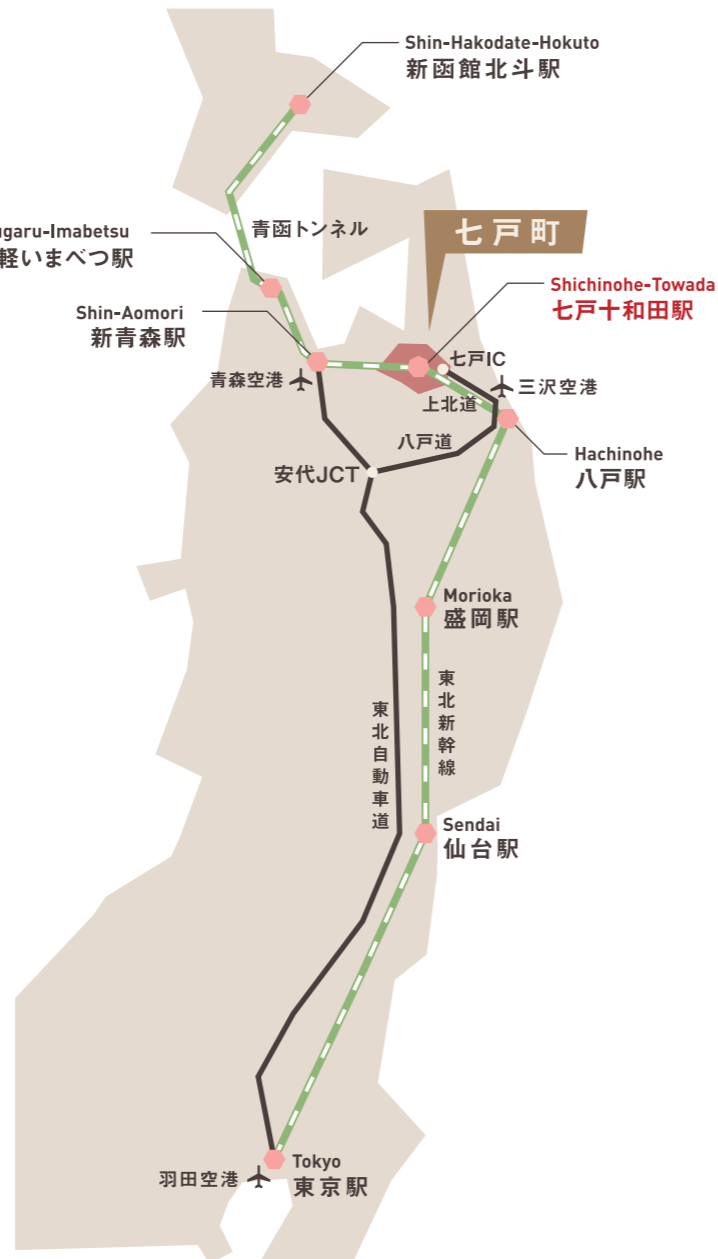 Shin-Hakodate-Hokuto
新函館北斗駅
青函トンネル
七戸町
ugaru-Imabetsu
軽いまべつ駅
Shichinohe-Towada
七戸十和田駅
Shin-Aomori
新青森駅
七戸IC
青森空港
三沢空港
上北道
八戸道
Hachinohe
八戸駅
安代JCT
Morioka
盛岡駅
東北新幹線
東北自動車道
Sendai
仙台駅
Tokyo
東京駅
羽田空港